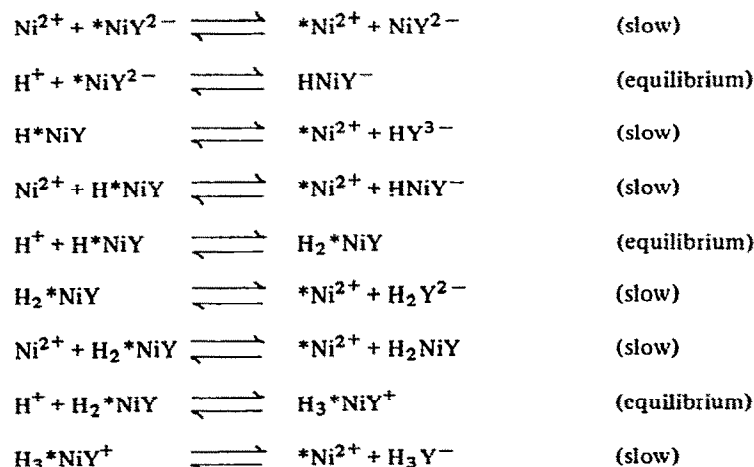 Ni²⁺ + *NiY²⁻ ⇌ *Ni²⁺ + NiY²⁻ (slow)
H⁺ + *NiY²⁻ ⇌ HNiY⁻ (equilibrium)
H*NiY ⇌ *Ni²⁺ + HY³⁻ (slow)
Ni²⁺ + H*NiY ⇌ *Ni²⁺ + HNiY⁻ (slow)
H⁺ + H*NiY ⇌ H₂*NiY (equilibrium)
H₂*NiY ⇌ *Ni²⁺ + H₂Y²⁻ (slow)
Ni²⁺ + H₂*NiY ⇌ *Ni²⁺ + H₂NiY (slow)
H⁺ + H₂*NiY ⇌ H₃*NiY⁺ (equilibrium)
H₃*NiY⁺ ⇌ *Ni²⁺ + H₃Y⁻ (slow)